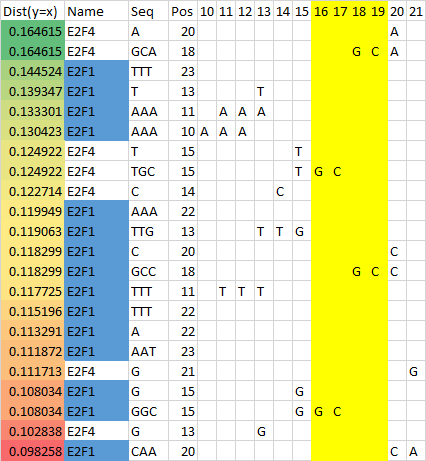 Dist(y=x) Name Seq Pos 10 11 12 13 14 15 16 17 18 19 20 21
0.164615 E2F4 A 20 A
0.164615 E2F4 GCA 18 G C A
0.144524 E2F1 TTT 23
0.139347 E2F1 T 13 T
0.133301 E2F1 AAA 11 A A A
0.130423 E2F1 AAA 10 A A A
0.124922 E2F4 T 15 T
0.124922 E2F4 TGC 15 T G C
0.122714 E2F4 C 14 C
0.119949 E2F1 AAA 22
0.119063 E2F1 TTG 13 T T G
0.118299 E2F1 C 20 C
0.118299 E2F1 GCC 18 G C C
0.117725 E2F1 TTT 11 T T T
0.115196 E2F1 TTT 22
0.113291 E2F1 A 22
0.111872 E2F1 AAT 23
0.111713 E2F4 G 21 G
0.108034 E2F1 G 15 G
0.108034 E2F1 GGC 15 G G C
0.102838 E2F4 G 13 G
0.098258 E2F1 CAA 20 C A